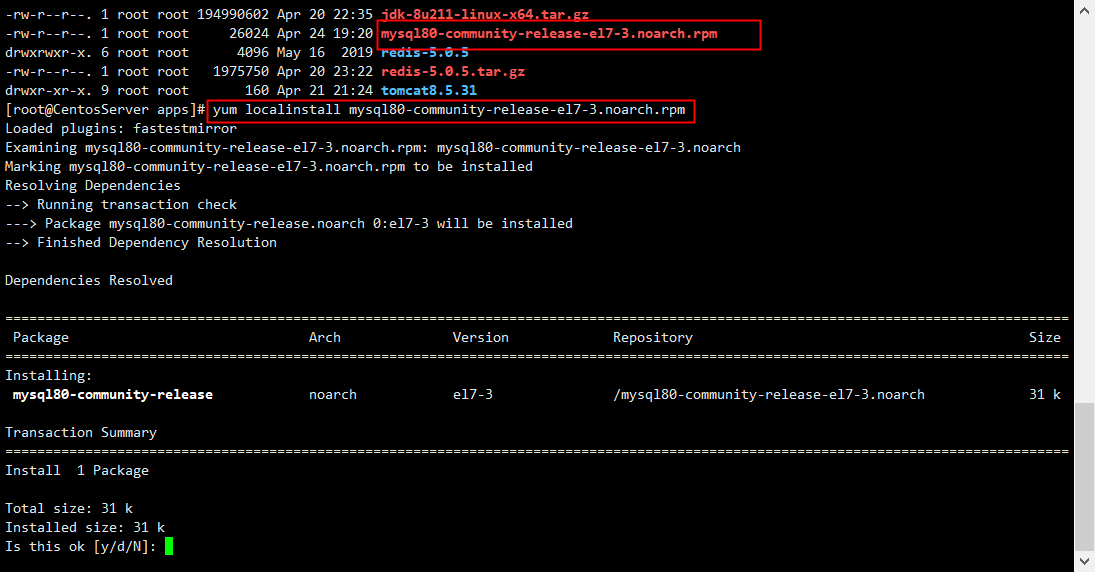 -rw-r--r--. 1 root root 194990602 Apr 20 22:35 jdk-8u211-linux-x64.tar.gz
-rw-r--r--. 1 root root     26024 Apr 24 19:20 mysql80-community-release-el7-3.noarch.rpm
drwxrwxr-x. 6 root root      4096 May 16  2019 redis-5.0.5
-rw-r--r--. 1 root root   1975750 Apr 20 23:22 redis-5.0.5.tar.gz
drwxr-xr-x. 9 root root       160 Apr 21 21:24 tomcat8.5.31
[root@CentosServer apps]# yum localinstall mysql80-community-release-el7-3.noarch.rpm
Loaded plugins: fastestmirror
Examining mysql80-community-release-el7-3.noarch.rpm: mysql80-community-release-el7-3.noarch
Marking mysql80-community-release-el7-3.noarch.rpm to be installed
Resolving Dependencies
--> Running transaction check
---> Package mysql80-community-release.noarch 0:el7-3 will be installed
--> Finished Dependency Resolution

Dependencies Resolved

=====================================================================================================================================
 Package                              Arch              Version             Repository                                          Size
=====================================================================================================================================
Installing:
 mysql80-community-release            noarch            el7-3               /mysql80-community-release-el7-3.noarch             31 k

Transaction Summary
=====================================================================================================================================
Install  1 Package

Total size: 31 k
Installed size: 31 k
Is this ok [y/d/N]: